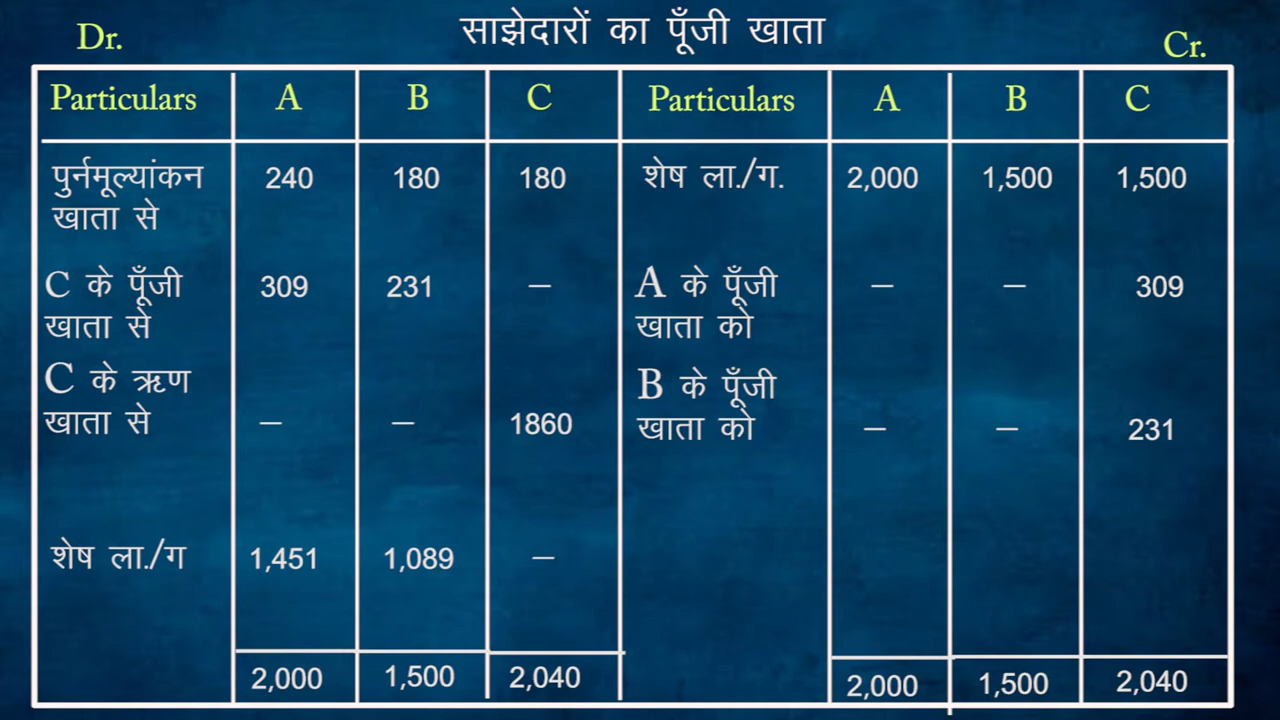 साझेदारों का पूँजी खाता
Dr. Cr.
Particulars A B C Particulars A B C
पुर्नमूल्यांकन 240 180 180 शेष ला./ग. 2,000 1,500 1,500
खाता से
C के पूँजी 309 231 – A के पूँजी – – 309
खाता से खाता को
C के ऋण B के पूँजी
खाता से – – 1860 खाता को – – 231
शेष ला./ग 1,451 1,089 –
2,000 1,500 2,040 2,000 1,500 2,040